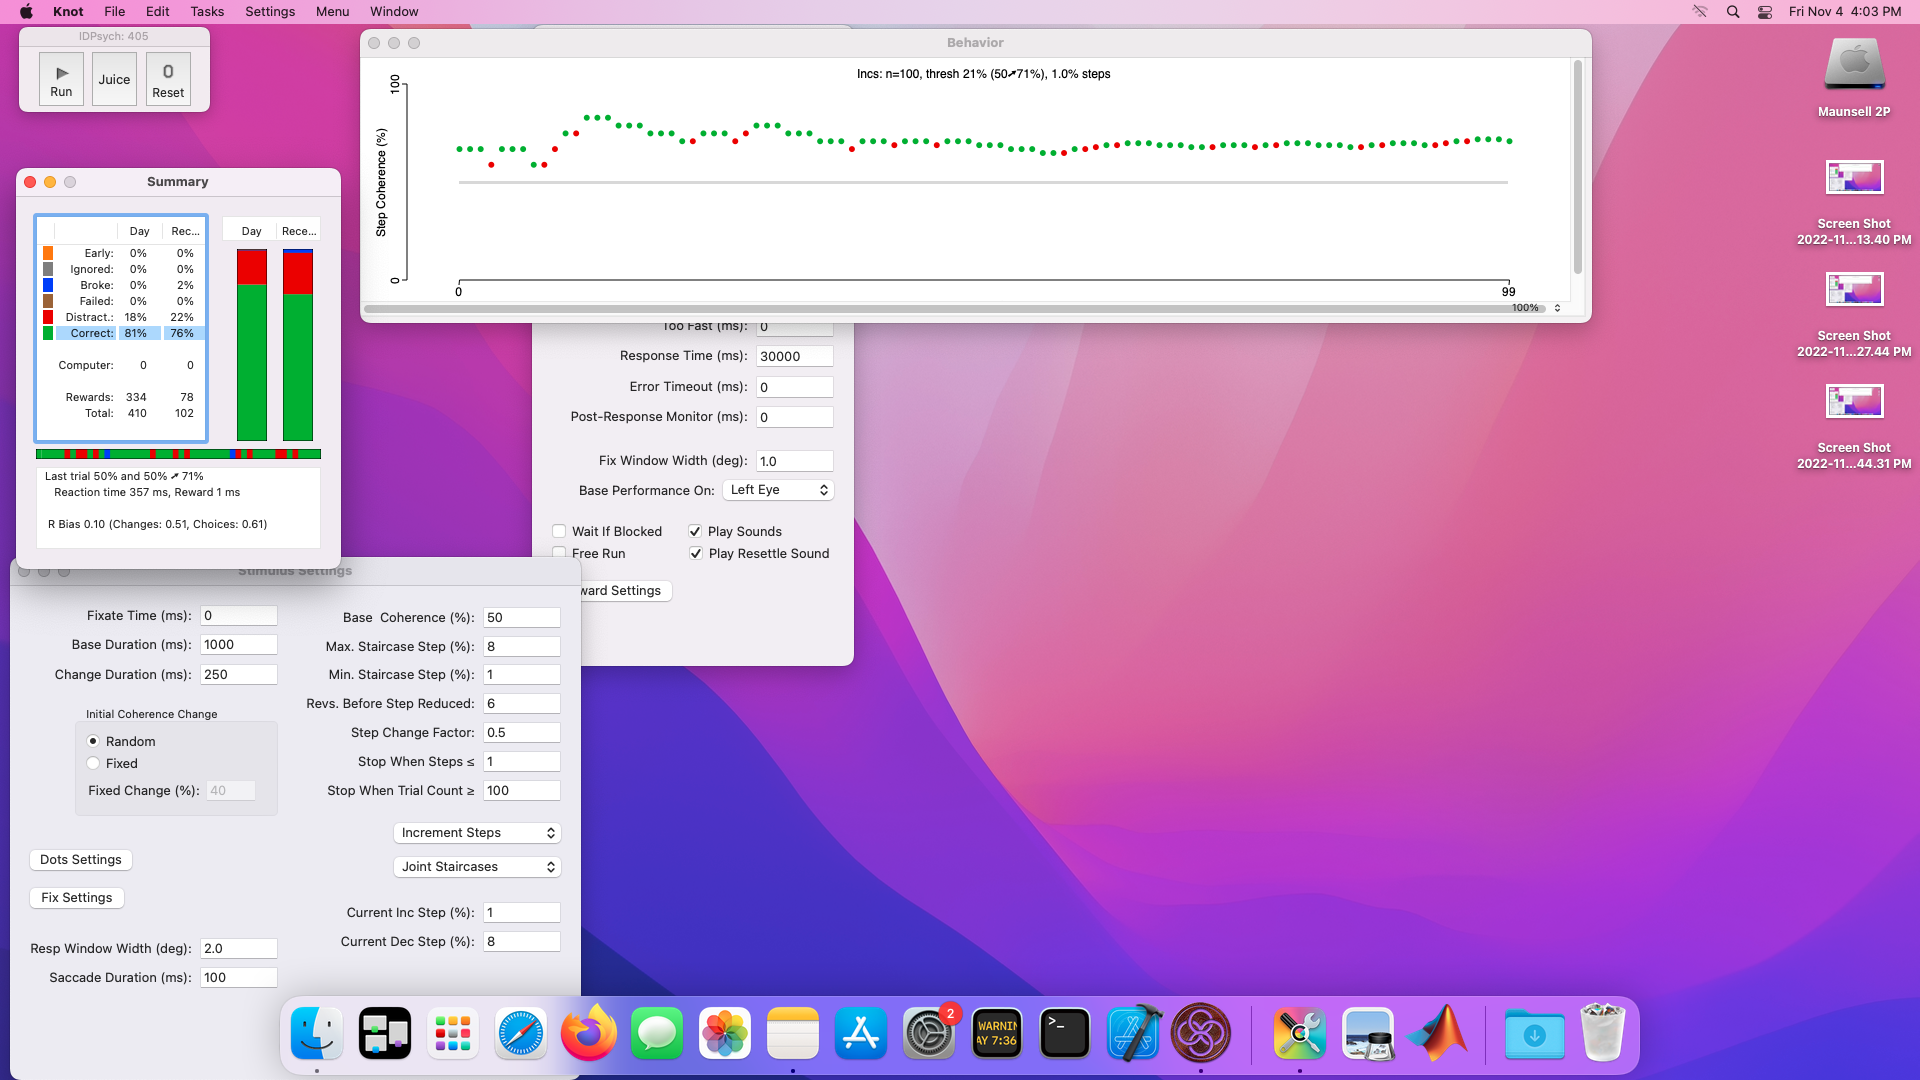 Knot File Edit Tasks Settings Menu Window
Fri Nov 4 4:03 PM
IDPsych: 405
Run
Juice
0
Reset
Behavior
Incs: n=100, thresh 21% (50➚71%), 1.0% steps
100
Step Coherence (%)
0
0
99
100%
Summary
Day Rec...
Early: 0% 0%
Ignored: 0% 0%
Broke: 0% 2%
Failed: 0% 0%
Distract.: 18% 22%
Correct: 81% 76%
Computer: 0 0
Rewards: 334 78
Total: 410 102
Day Rece...
Last trial 50% and 50% ➚ 71%
Reaction time 357 ms, Reward 1 ms
R Bias 0.10 (Changes: 0.51, Choices: 0.61)
Too Fast (ms): 0
Response Time (ms): 30000
Error Timeout (ms): 0
Post-Response Monitor (ms): 0
Fix Window Width (deg): 1.0
Base Performance On: Left Eye
Wait If Blocked
Play Sounds
Free Run
Play Resettle Sound
ward Settings
Stimulus Settings
Fixate Time (ms): 0
Base Duration (ms): 1000
Change Duration (ms): 250
Initial Coherence Change
Random
Fixed
Fixed Change (%): 40
Dots Settings
Fix Settings
Resp Window Width (deg): 2.0
Saccade Duration (ms): 100
Base Coherence (%): 50
Max. Staircase Step (%): 8
Min. Staircase Step (%): 1
Revs. Before Step Reduced: 6
Step Change Factor: 0.5
Stop When Steps ≤ 1
Stop When Trial Count ≥ 100
Increment Steps
Joint Staircases
Current Inc Step (%): 1
Current Dec Step (%): 8
Maunsell 2P
Screen Shot
2022-11...13.40 PM
Screen Shot
2022-11...27.44 PM
Screen Shot
2022-11...44.31 PM
2
WARNIN
AY 7:36
>_